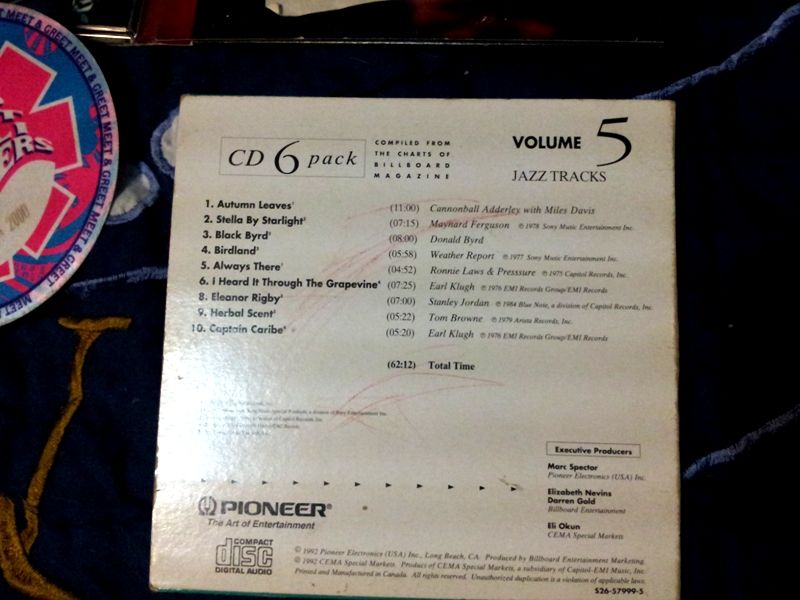 MEET & GREET MEET & GREET MEET & GREET
2000
CD 6 pack
COMPILED FROM
THE CHARTS OF
BILLBOARD
MAGAZINE
VOLUME 5
JAZZ TRACKS
1. Autumn Leaves (11:00) Cannonball Adderley with Miles Davis
2. Stella By Starlight (07:15) Maynard Ferguson ℗ 1978 Sony Music Entertainment Inc.
3. Black Byrd (08:00) Donald Byrd
4. Birdland (05:58) Weather Report ℗ 1977 Sony Music Entertainment Inc.
5. Always There (04:52) Ronnie Laws & Presssure ℗ 1975 Capitol Records, Inc.
6. I Heard It Through The Grapevine (07:25) Earl Klugh ℗ 1976 EMI Records Group/EMI Records
8. Eleanor Rigby (07:00) Stanley Jordan ℗ 1984 Blue Note, a division of Capitol Records, Inc.
9. Herbal Scent (05:22) Tom Browne ℗ 1979 Arista Records, Inc.
10. Captain Caribe (05:20) Earl Klugh ℗ 1976 EMI Records Group/EMI Records
(62:12) Total Time
Executive Producers
Marc Spector
Pioneer Electronics (USA) Inc.
Elizabeth Nevins
Darren Gold
Billboard Entertainment
Eli Okun
CEMA Special Markets
PIONEER®
The Art of Entertainment
COMPACT
disc
DIGITAL AUDIO
© 1992 Pioneer Electronics (USA) Inc., Long Beach, CA. Produced by Billboard Entertainment Marketing.
℗ 1992 CEMA Special Markets. Product of CEMA Special Markets, a subsidiary of Capitol-EMI Music, Inc.
Printed and Manufactured in Canada. All rights reserved. Unauthorized duplication is a violation of applicable laws.
S26-57999-5